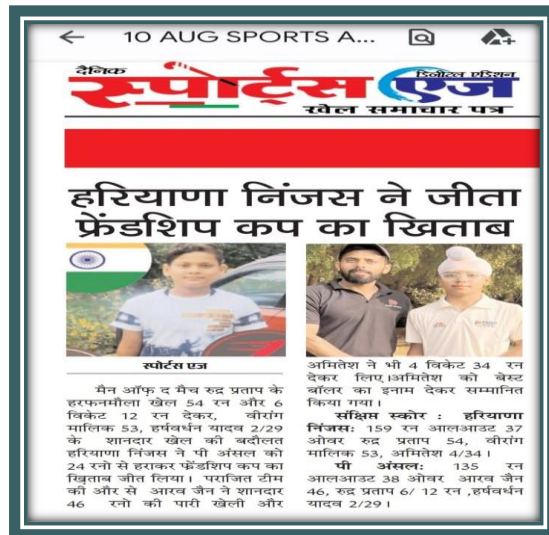 10 AUG SPORTS A...
दैनिक
स्पोर्ट्स एज
डिजीटल एडिशन
खेल समाचार पत्र
हरियाणा निंजस ने जीता
फ्रेंडशिप कप का खिताब
स्पोर्टस एज
मैन ऑफ् द मैच रुद्र प्रताप के
हरफनमौला खेल 54 रन और 6
विकेट 12 रन देकर, वीरांग
मालिक 53, हर्षवर्धन यादव 2/29
के शानदार खेल की बदौलत
हरियाणा निंजस ने पी अंसल को
24 रनो से हराकर फ्रेंडशिप कप का
खिताब जीत लिया। पराजित टीम
की और से आरव जैन ने शानदार
46 रनो की पारी खेली और
अमितेश ने भी 4 विकेट 34 रन
देकर लिए।अमितेश को बेस्ट
बॉलर का इनाम देकर सम्मानित
किया गया।
संक्षिप्त स्कोर : हरियाणा
निंजस: 159 रन आलआउट 37
ओवर रुद्र प्रताप 54, वीरांग
मालिक 53, अमितेश 4/34।
पी अंसल: 135 रन
आलआउट 38 ओवर आरव जैन
46, रुद्र प्रताप 6/ 12 रन ,हर्षवर्धन
यादव 2/29।